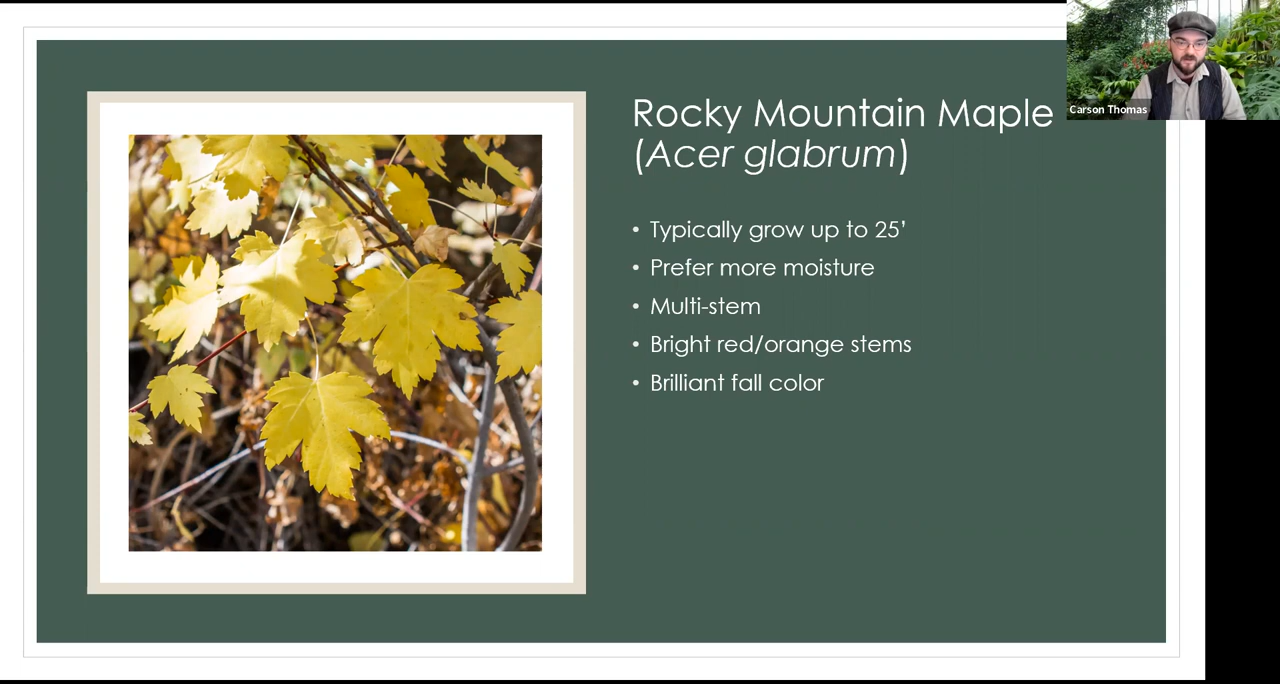 Rocky Mountain Maple
(Acer glabrum)
• Typically grow up to 25’
• Prefer more moisture
• Multi-stem
• Bright red/orange stems
• Brilliant fall color
Carson Thomas